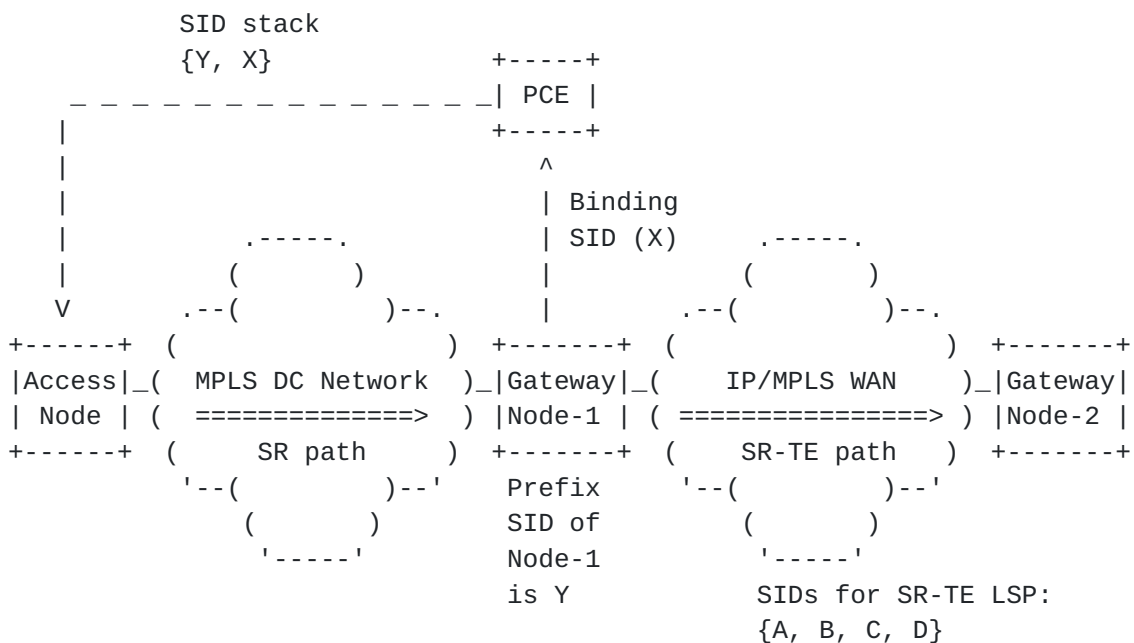 SID stack
{Y, X}
PCE
Binding
SID (X)
Access Node
MPLS DC Network
SR path
Gateway Node-1
IP/MPLS WAN
SR-TE path
Gateway Node-2
Prefix
SID of
Node-1
is Y
SIDs for SR-TE LSP:
{A, B, C, D}